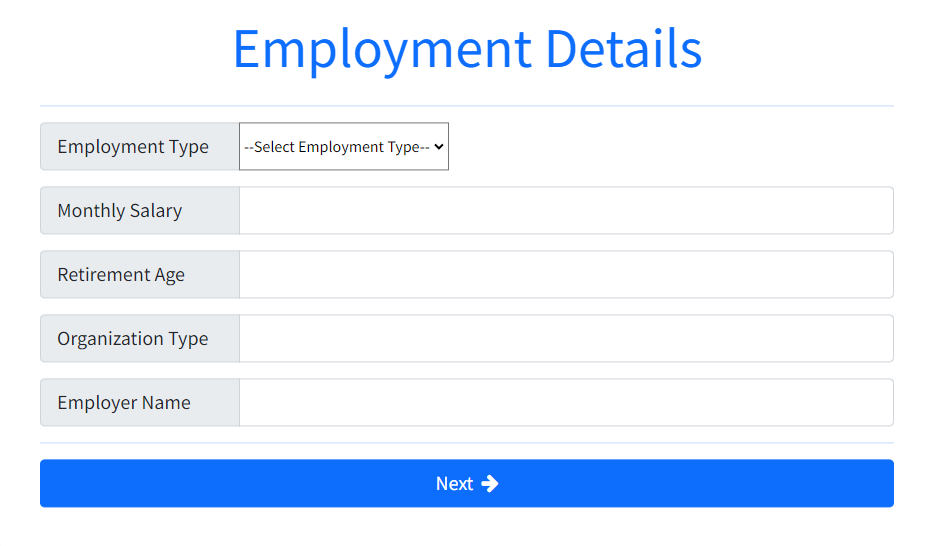 Employment Details
Employment Type --Select Employment Type--
Monthly Salary
Retirement Age
Organization Type
Employer Name
Next